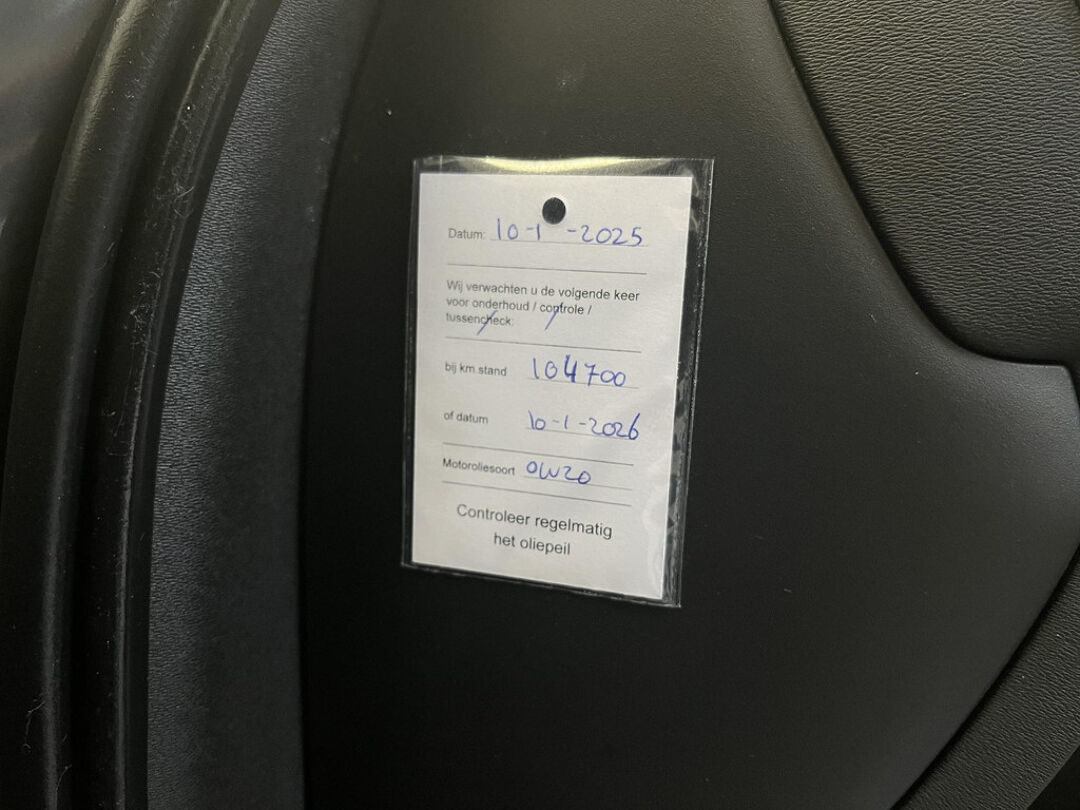 Datum: 10-1-2025
Wij verwachten u de volgende keer
voor onderhoud / controle /
tussencheck:
bij km.stand 104700
of datum 10-1-2026
Motoroliesoort 0W20
Controleer regelmatig
het oliepeil